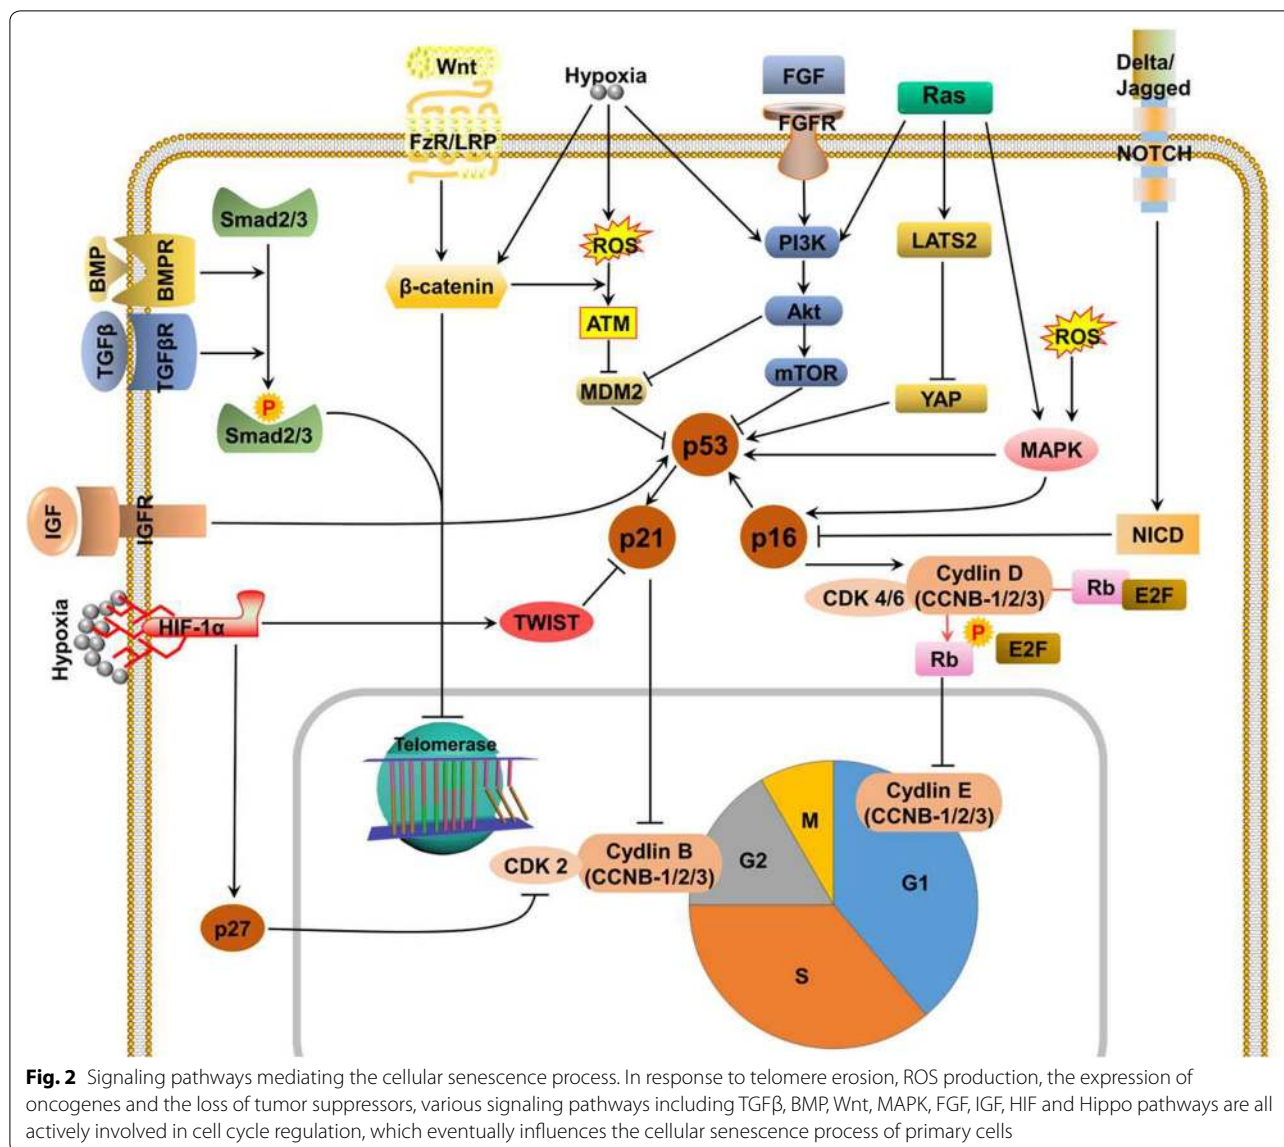 Wnt
Hypoxia
FGF
Ras
Delta/
Jagged
FzR/LRP
FGFR
NOTCH
Smad2/3
ROS
PI3K
LATS2
BMP
BMPR
β-catenin
ATM
Akt
ROS
TGFβ
TGFβR
MDM2
mTOR
YAP
P
Smad2/3
p53
MAPK
IGF
IGFR
p21
p16
NICD
Cydlin D
(CCNB-1/2/3)
CDK 4/6
Rb
E2F
Hypoxia
HIF-1α
TWIST
P
Rb
E2F
Telomerase
Cydlin E
(CCNB-1/2/3)
M
G2
G1
CDK 2
Cydlin B
(CCNB-1/2/3)
p27
S
Fig. 2 Signaling pathways mediating the cellular senescence process. In response to telomere erosion, ROS production, the expression of
oncogenes and the loss of tumor suppressors, various signaling pathways including TGFβ, BMP, Wnt, MAPK, FGF, IGF, HIF and Hippo pathways are all
actively involved in cell cycle regulation, which eventually influences the cellular senescence process of primary cells